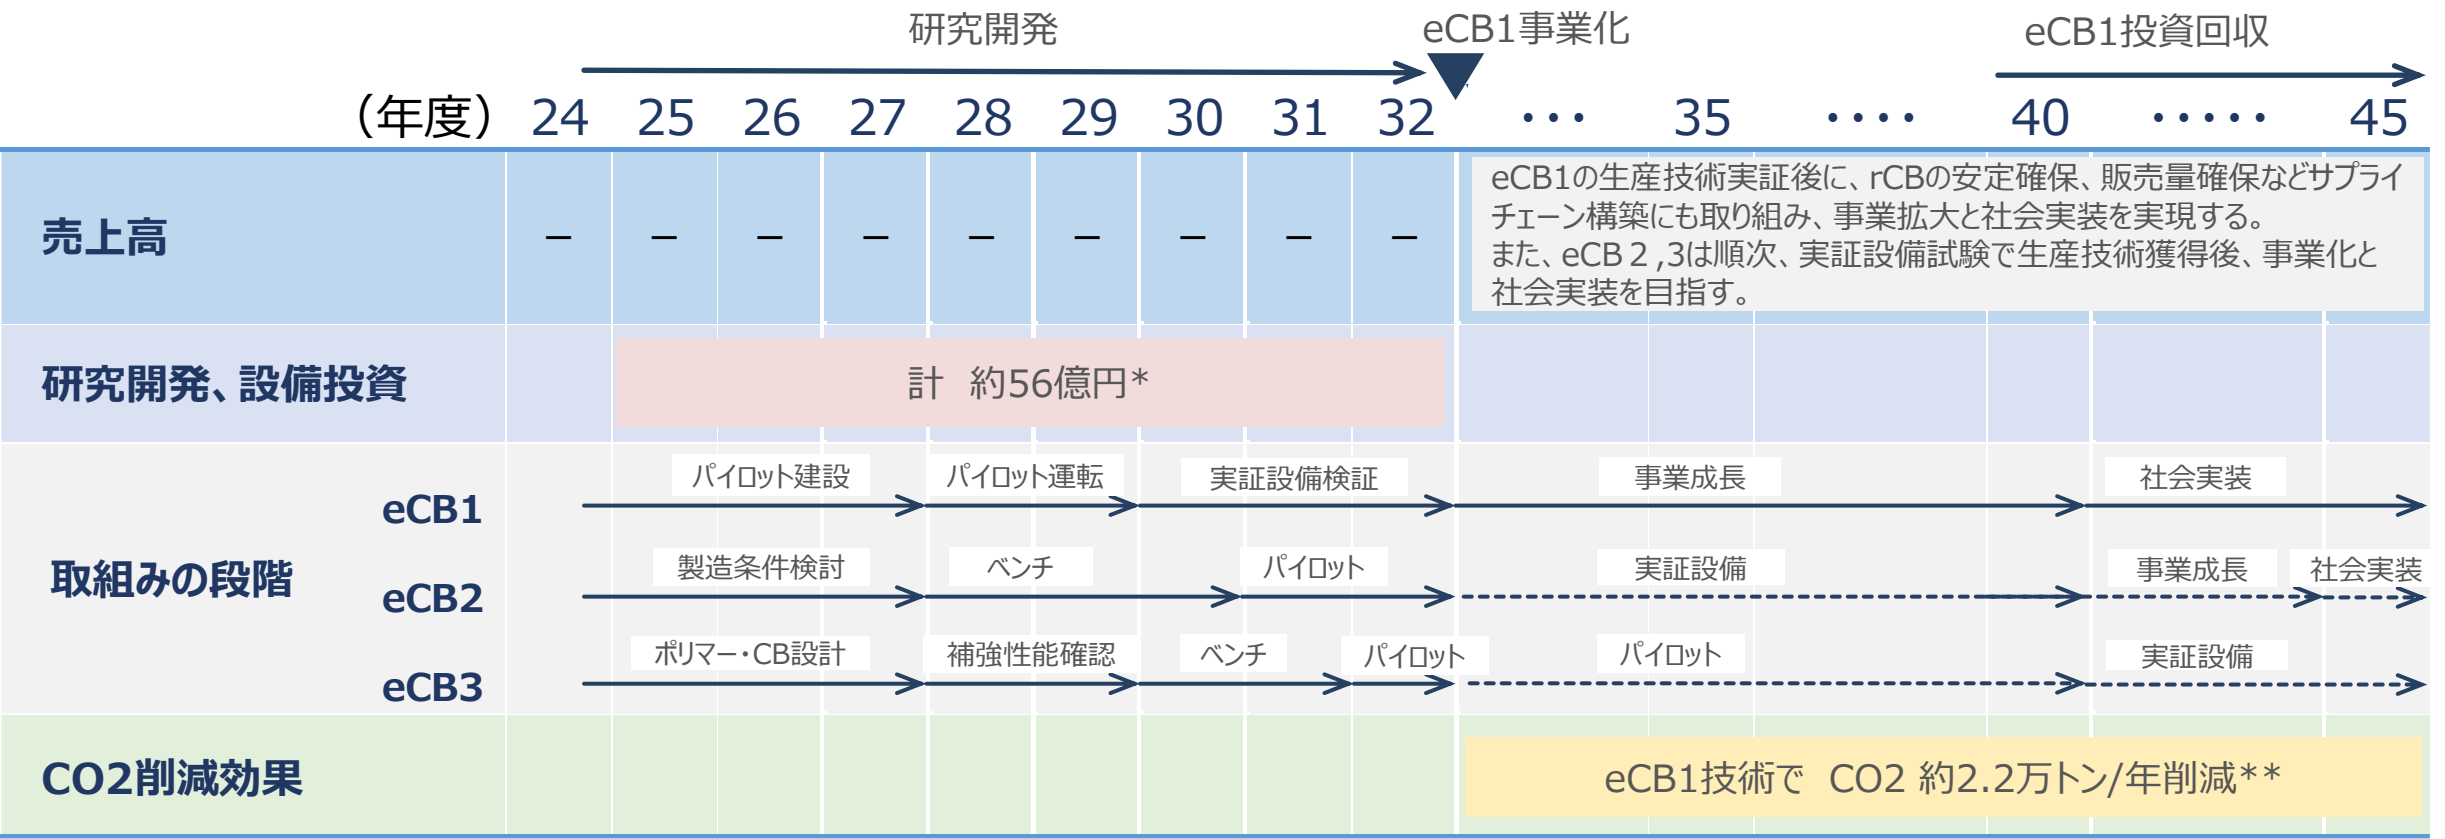 研究開発
eCB1事業化
eCB1投資回収
（年度） 24 25 26 27 28 29 30 31 32 ・・・ 35 ・・・・ 40 ・・・・・ 45
売上高 － － － － － － － － －
eCB1の生産技術実証後に、rCBの安定確保、販売量確保などサプライ
チェーン構築にも取り組み、事業拡大と社会実装を実現する。
また、eCB２,3は順次、実証設備試験で生産技術獲得後、事業化と
社会実装を目指す。
研究開発、設備投資
計　約56億円*
取組みの段階
eCB1
パイロット建設 パイロット運転 実証設備検証 事業成長 社会実装
eCB2
製造条件検討 ベンチ パイロット 実証設備 事業成長 社会実装
eCB3
ポリマー・CB設計 補強性能確認 ベンチ パイロット パイロット 実証設備
CO2削減効果
eCB1技術で　CO2 約2.2万トン/年削減**